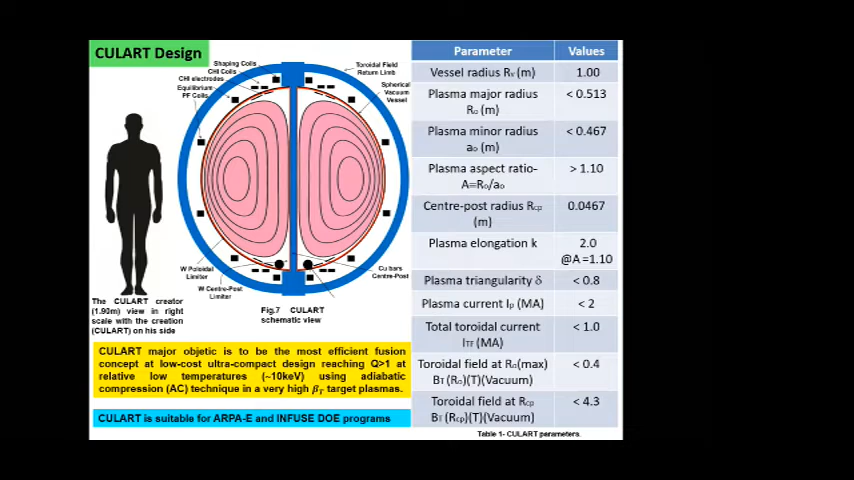 CULART Design
Shaping Coils
CHI Coils
CHI electrodes
Equilibrium
PF Coils
Toroidal Field
Return Limb
Spherical
Vacuum
Vessel
W Poloidal
Limiter
W Centre-Post
Limiter
Cu bars
Centre-Post
The CULART creator
(1.90m) view in right
scale with the creation
(CULART) on his side
Fig.7 CULART
schematic view
CULART major objetic is to be the most efficient fusion
concept at low-cost ultra-compact design reaching Q>1 at
relative low temperatures (~10keV) using adiabatic
compression (AC) technique in a very high βT target plasmas.
CULART is suitable for ARPA-E and INFUSE DOE programs
Parameter Values
Vessel radius Rv (m) 1.00
Plasma major radius
Ro (m) < 0.513
Plasma minor radius
ao (m) < 0.467
Plasma aspect ratio-
A=Ro/ao > 1.10
Centre-post radius Rcp
(m) 0.0467
Plasma elongation k 2.0
@A =1.10
Plasma triangularity δ < 0.8
Plasma current Ip (MA) < 2
Total toroidal current
ITF (MA) < 1.0
Toroidal field at Ro(max)
BT (Ro)(T)(Vacuum) < 0.4
Toroidal field at Rcp
BT (Rcp)(T)(Vacuum) < 4.3
Table 1- CULART parameters.